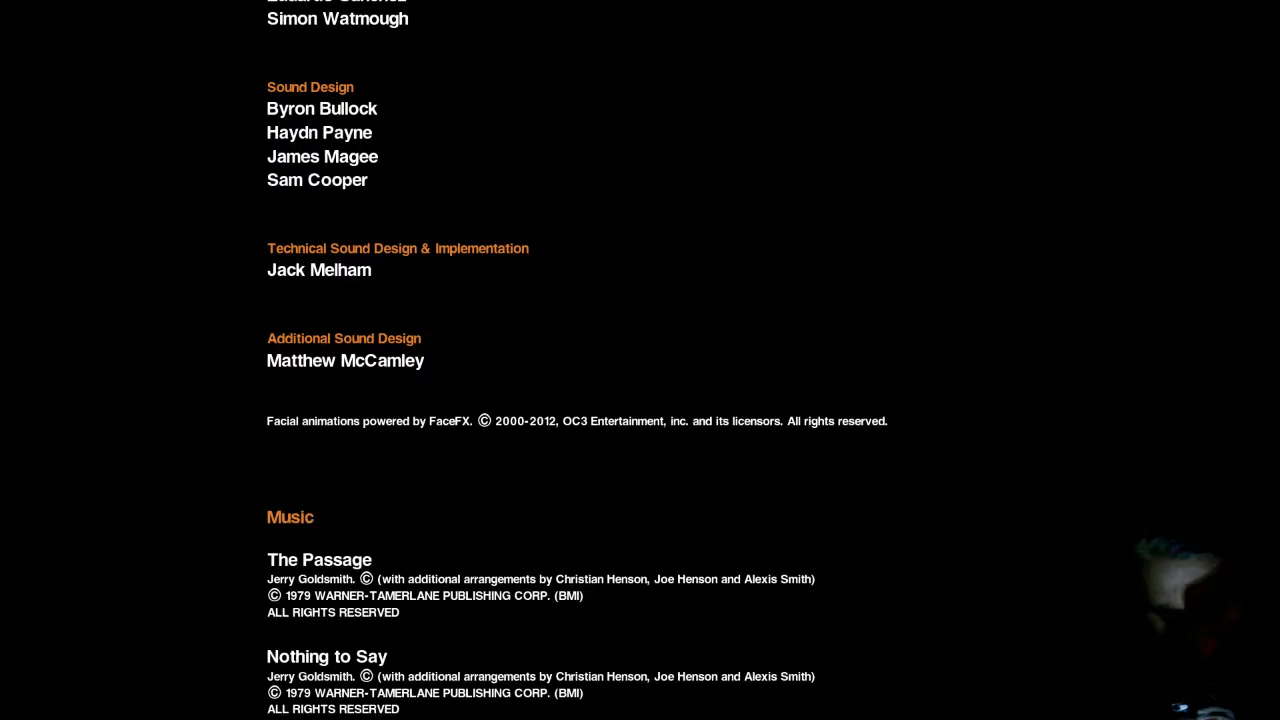 Simon Watmough
Sound Design
Byron Bullock
Haydn Payne
James Magee
Sam Cooper
Technical Sound Design & Implementation
Jack Melham
Additional Sound Design
Matthew McCamley
Facial animations powered by FaceFX. © 2000-2012, OC3 Entertainment, inc. and its licensors. All rights reserved.
Music
The Passage
Jerry Goldsmith. © (with additional arrangements by Christian Henson, Joe Henson and Alexis Smith)
© 1979 WARNER-TAMERLANE PUBLISHING CORP. (BMI)
ALL RIGHTS RESERVED
Nothing to Say
Jerry Goldsmith. © (with additional arrangements by Christian Henson, Joe Henson and Alexis Smith)
© 1979 WARNER-TAMERLANE PUBLISHING CORP. (BMI)
ALL RIGHTS RESERVED